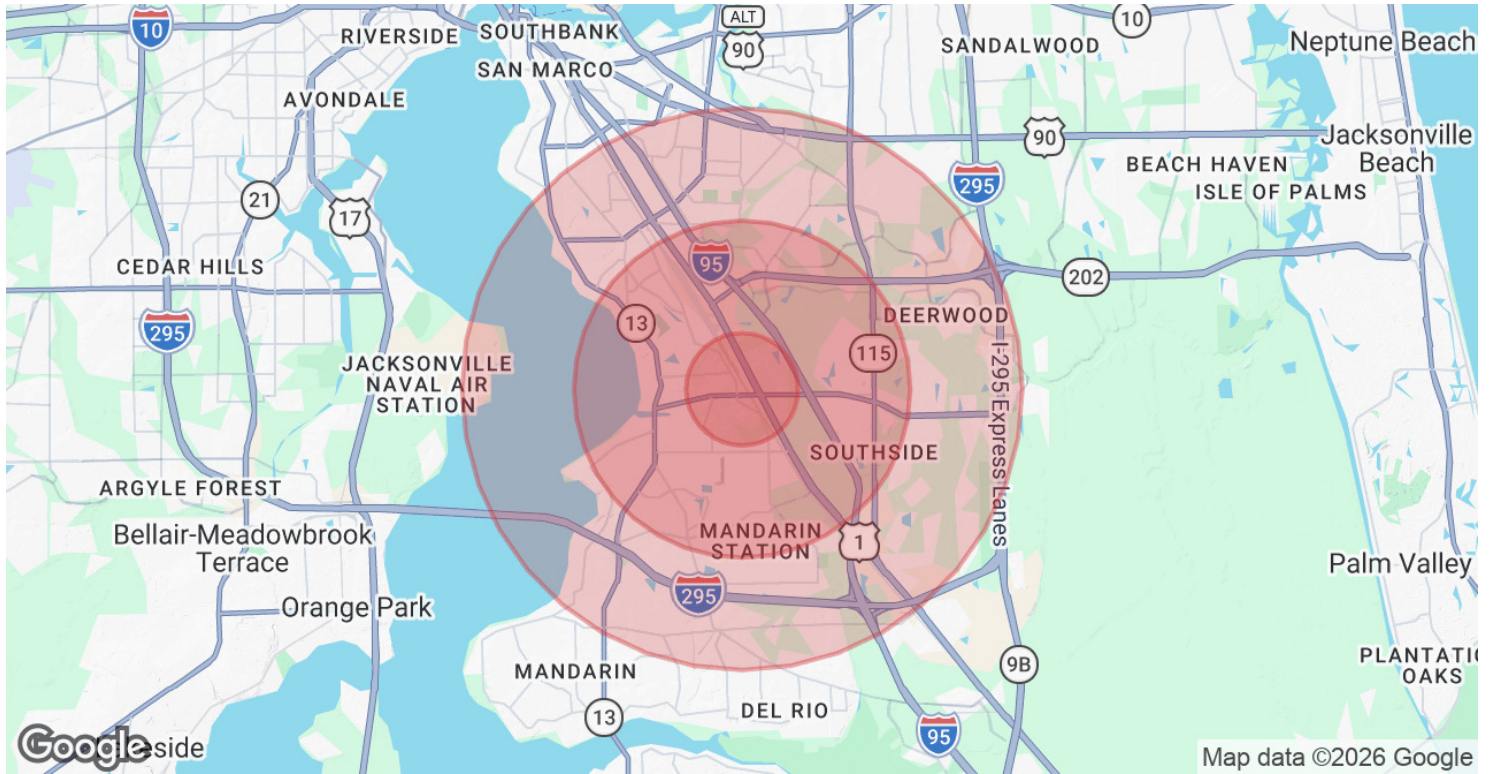 10
RIVERSIDE
SOUTHBANK
ALT
90
10
SANDALWOOD
Neptune Beach
SAN MARCO
AVONDALE
90
Jacksonville
Beach
BEACH HAVEN
ISLE OF PALMS
295
21
17
CEDAR HILLS
95
202
295
13
DEERWOOD
115
JACKSONVILLE
NAVAL AIR
STATION
I-295 Express Lanes
SOUTHSIDE
ARGYLE FOREST
Bellair-Meadowbrook
Terrace
MANDARIN
STATION
1
Palm Valley
295
Orange Park
9B
MANDARIN
PLANTATIO
OAKS
13
DEL RIO
95
Google
eside
Map data ©2026 Google